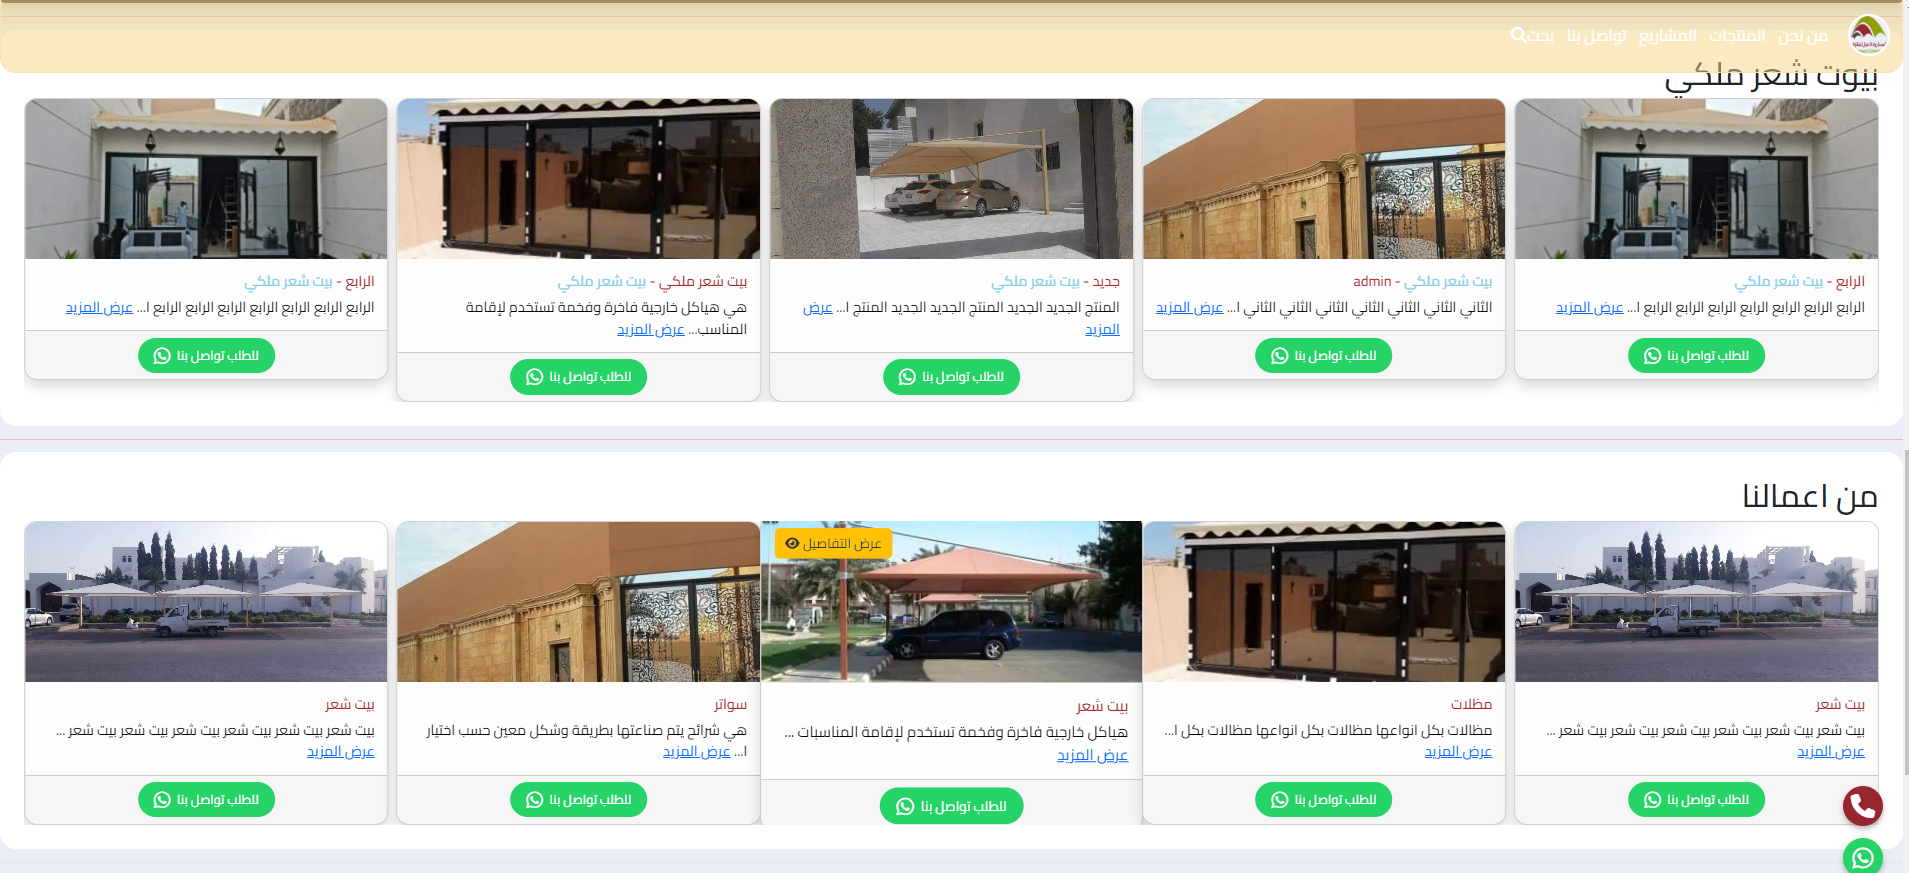 من نحن
المنتجات
المشاريع
تواصل بنا
بحث
بيوت شعر ملكي
الرابع - بيت شعر ملكي
الرابع الرابع الرابع الرابع الرابع الرابع الرابع ا... عرض المزيد
للطلب تواصل بنا
بيت شعر ملكي - admin
الثاني الثاني الثاني الثاني الثاني الثاني الثاني ا... عرض المزيد
للطلب تواصل بنا
جديد - بيت شعر ملكي
المنتج الجديد الجديد المنتج الجديد الجديد المنتج ا... عرض
المزيد
للطلب تواصل بنا
بيت شعر ملكي - بيت شعر ملكي
هي هياكل خارجية فاخرة وفخمة تستخدم لإقامة
المناسب... عرض المزيد
للطلب تواصل بنا
الرابع - بيت شعر ملكي
الرابع الرابع الرابع الرابع الرابع الرابع الرابع ا... عرض المزيد
للطلب تواصل بنا
من اعمالنا
بيت شعر
بيت شعر بيت شعر بيت شعر بيت شعر بيت شعر بيت شعر ...
عرض المزيد
للطلب تواصل بنا
مظلات
مظالات بكل انواعها مظالات بكل انواعها مظالات بكل ا...
عرض المزيد
للطلب تواصل بنا
عرض التفاصيل
بيت شعر
هياكل خارجية فاخرة وفخمة تستخدم لإقامة المناسبات ...
عرض المزيد
للطلب تواصل بنا
سواتر
هي شرائح يتم صناعتها بطريقة وشكل معين حسب اختيار
ا... عرض المزيد
للطلب تواصل بنا
بيت شعر
بيت شعر بيت شعر بيت شعر بيت شعر بيت شعر بيت شعر ...
عرض المزيد
للطلب تواصل بنا